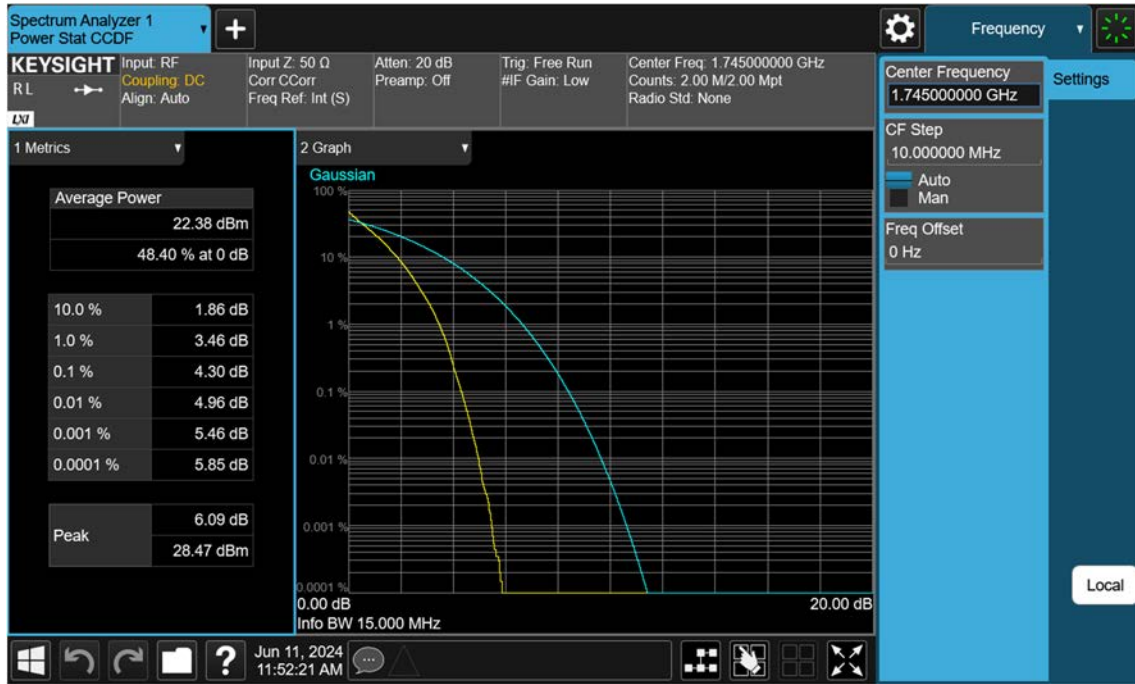 Spectrum Analyzer 1
Power Stat CCDF
+
Frequency
KEYSIGHT
RL
LXI
Input: RF
Coupling: DC
Align: Auto
Input Z: 50 Ω
Corr CCorr
Freq Ref: Int (S)
Atten: 20 dB
Preamp: Off
Trig: Free Run
#IF Gain: Low
Center Freq: 1.745000000 GHz
Counts: 2.00 M/2.00 Mpt
Radio Std: None
Center Frequency
1.745000000 GHz
Settings
CF Step
10.000000 MHz
Auto
Man
Freq Offset
0 Hz
1 Metrics
Average Power
22.38 dBm
48.40 % at 0 dB
10.0 % 1.86 dB
1.0 % 3.46 dB
0.1 % 4.30 dB
0.01 % 4.96 dB
0.001 % 5.46 dB
0.0001 % 5.85 dB
Peak
6.09 dB
28.47 dBm
2 Graph
Gaussian
100 %
10 %
1 %
0.1 %
0.01 %
0.001 %
0.0001 %
0.00 dB 20.00 dB
Info BW 15.000 MHz
Local
?
Jun 11, 2024
11:52:21 AM